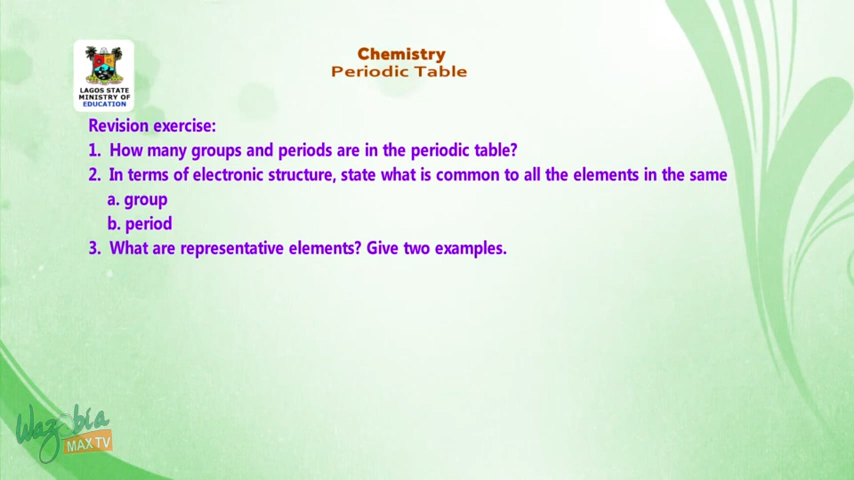 Chemistry
Periodic Table
LAGOS STATE
MINISTRY OF
EDUCATION
Revision exercise:
1. How many groups and periods are in the periodic table?
2. In terms of electronic structure, state what is common to all the elements in the same
a. group
b. period
3. What are representative elements? Give two examples.
Wazobia
MAX TV